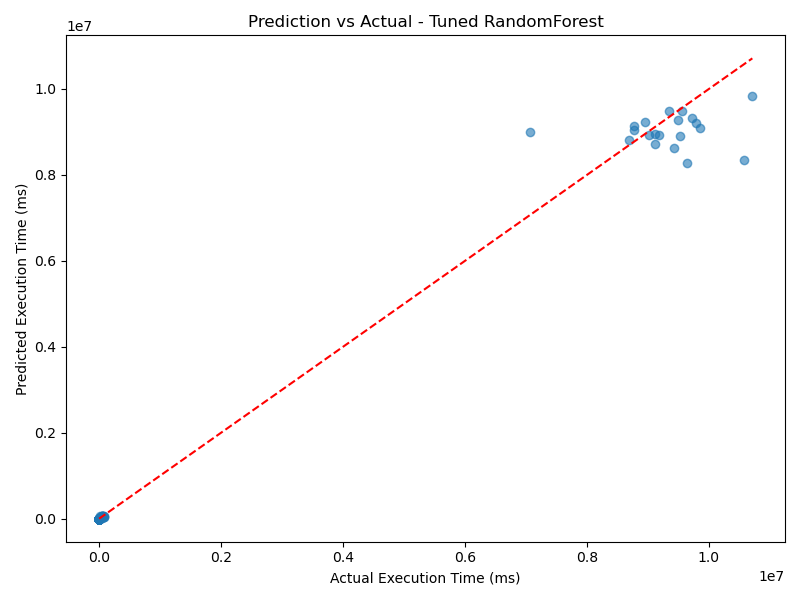 Prediction vs Actual - Tuned RandomForest
1e7
1.0
0.8
0.6
0.4
0.2
0.0
Predicted Execution Time (ms)
0.0 0.2 0.4 0.6 0.8 1.0
1e7
Actual Execution Time (ms)